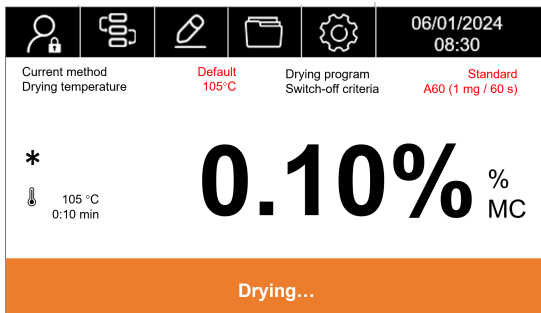 06/01/2024
08:30
Current method Default Drying program Standard
Drying temperature 105°C Switch-off criteria A60 (1 mg / 60 s)
*
0.10% %
MC
105 °C
0:10 min
Drying...